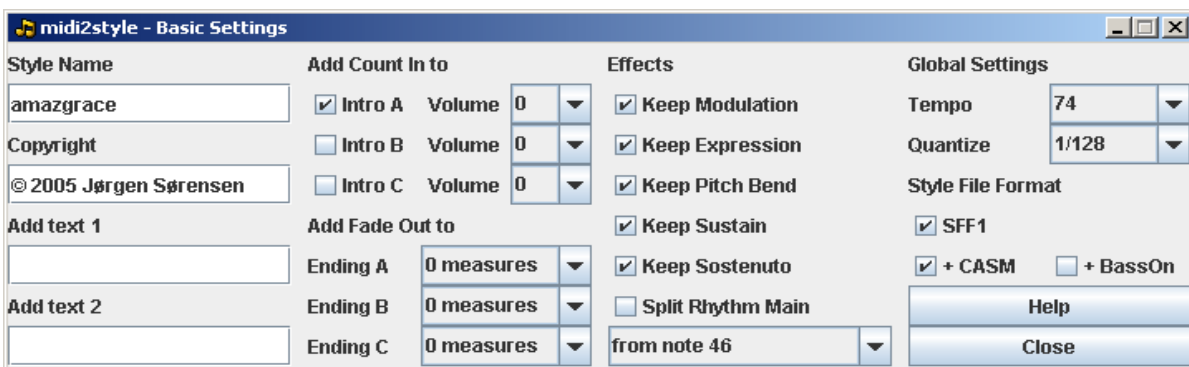 midi2style - Basic Settings
Style Name
amazgrace
Copyright
© 2005 Jørgen Sørensen
Add text 1
Add text 2
Add Count In to
Intro A Volume 0
Intro B Volume 0
Intro C Volume 0
Add Fade Out to
Ending A 0 measures
Ending B 0 measures
Ending C 0 measures
Effects
Keep Modulation
Keep Expression
Keep Pitch Bend
Keep Sustain
Keep Sostenuto
Split Rhythm Main
from note 46
Global Settings
Tempo 74
Quantize 1/128
Style File Format
SFF1
+ CASM + BassOn
Help
Close